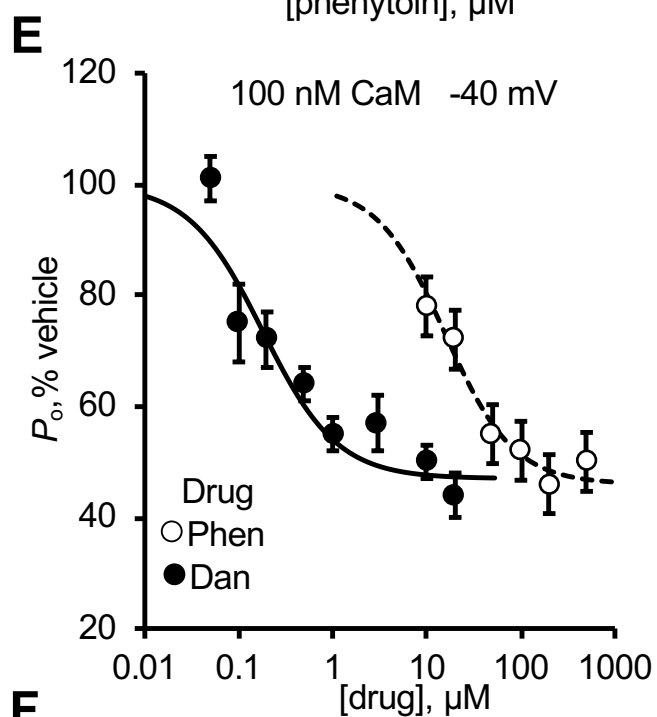 [phenytoin], µM
E
120
100 nM CaM -40 mV
100
80
60
40
20
Pₒ, % vehicle
Drug
Phen
Dan
0.01 0.1 1 10 100 1000
[drug], µM